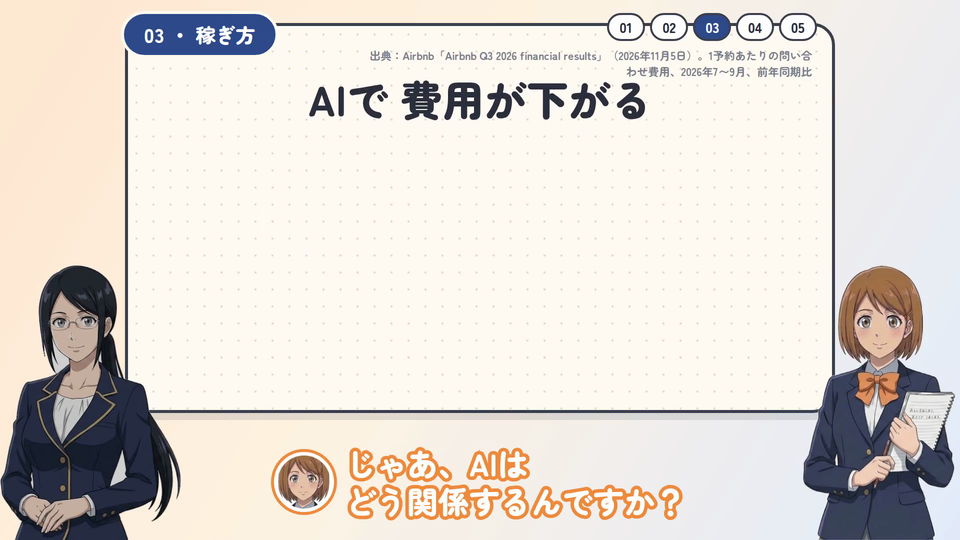 03 ・ 稼ぎ方
01 02 03 04 05
出典：Airbnb「Airbnb Q3 2026 financial results」（2026年11月5日）。1予約あたりの問い合
わせ費用、2026年7〜9月、前年同期比
AIで 費用が下がる
じゃあ、AIは
どう関係するんですか？